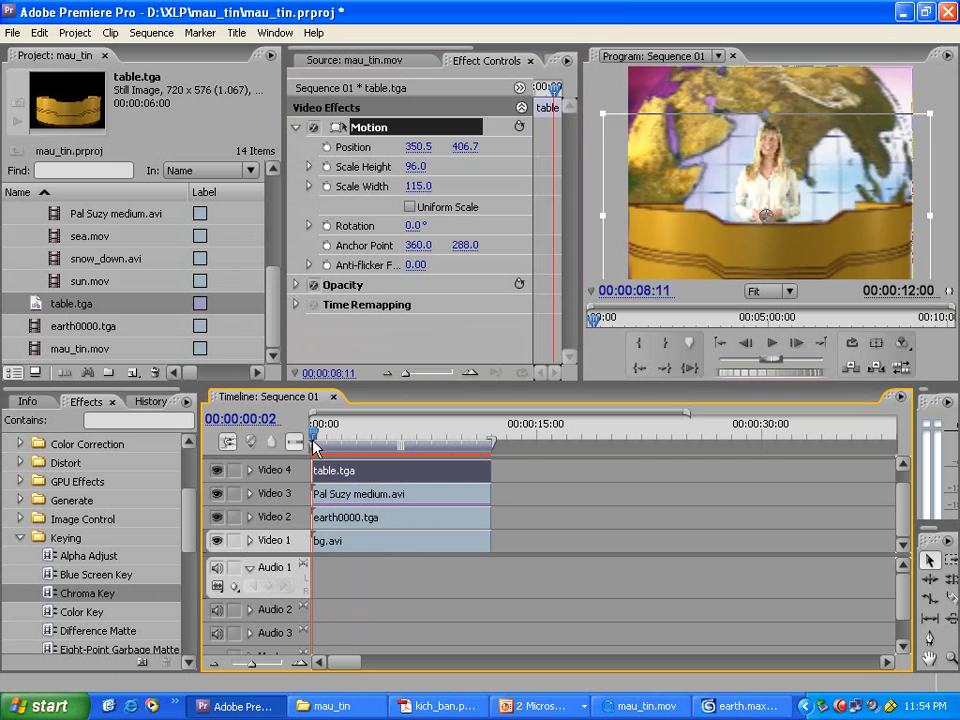 Adobe Premiere Pro - D:\XLP\mau_tin\mau_tin.prproj *
File Edit Project Clip Sequence Marker Title Window Help
Project: mau_tin
table.tga
Still Image, 720 x 576 (1.067), ...
00:00:06:00
mau_tin.prproj
14 Items
Find:
In: Name
Name Label
Pal Suzy medium.avi
sea.mov
snow_down.avi
sun.mov
table.tga
earth0000.tga
mau_tin.mov
Source: mau_tin.mov
Effect Controls
Sequence 01 * table.tga
:00:00
Video Effects
table
Motion
Position 350.5 406.7
Scale Height 96.0
Scale Width 115.0
Uniform Scale
Rotation 0.0°
Anchor Point 360.0 288.0
Anti-flicker F... 0.00
Opacity
Time Remapping
00:00:08:11
Program: Sequence 01
00:00:08:11
Fit
00:00:12:00
00:00
00:05:00:00
00:10:0
Info
Effects
History
Contains:
Color Correction
Distort
GPU Effects
Generate
Image Control
Keying
Alpha Adjust
Blue Screen Key
Chroma Key
Color Key
Difference Matte
Eight-Point Garbage Matte
Timeline: Sequence 01
00:00:00:02
:00:00
00:00:15:00
00:00:30:00
Video 4
table.tga
Video 3
Pal Suzy medium.avi
Video 2
earth0000.tga
Video 1
bg.avi
Audio 1
Audio 2
Audio 3
start
Adobe Pre...
mau_tin
kich_ban.p...
2 Micros...
mau_tin.mov
earth.max...
11:54 PM